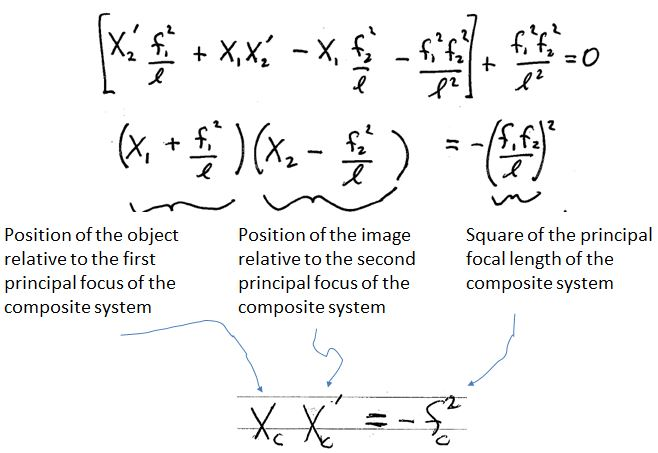 [X₂' f₁²/l + X₁X₂' - X₁ f₂²/l - f₁²f₂²/l²] + f₁²f₂²/l² = 0
(X₁ + f₁²/l)(X₂ - f₂²/l) = -(f₁f₂/l)²
Position of the object relative to the first principal focus of the composite system
Position of the image relative to the second principal focus of the composite system
Square of the principal focal length of the composite system
X_c X_c' = -f_c²